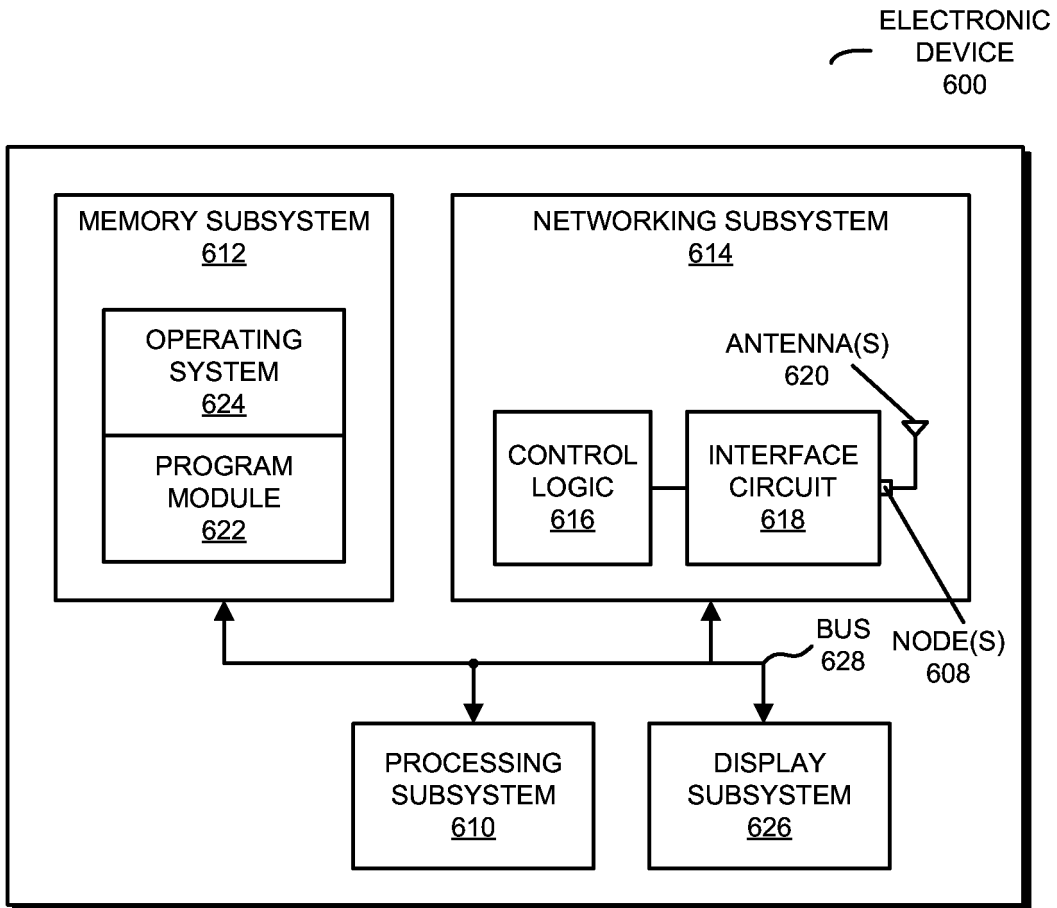 ELECTRONIC
DEVICE
600
MEMORY SUBSYSTEM
612
OPERATING
SYSTEM
624
PROGRAM
MODULE
622
NETWORKING SUBSYSTEM
614
ANTENNA(S)
620
CONTROL
LOGIC
616
INTERFACE
CIRCUIT
618
NODE(S)
608
BUS
628
PROCESSING
SUBSYSTEM
610
DISPLAY
SUBSYSTEM
626